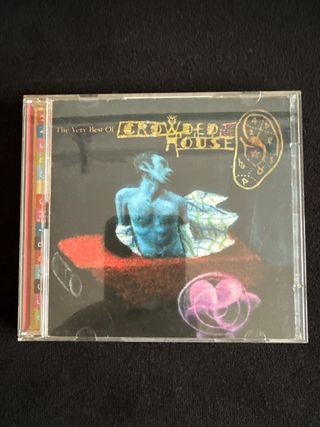 The Very Best Of
CROWDED
HOUSE